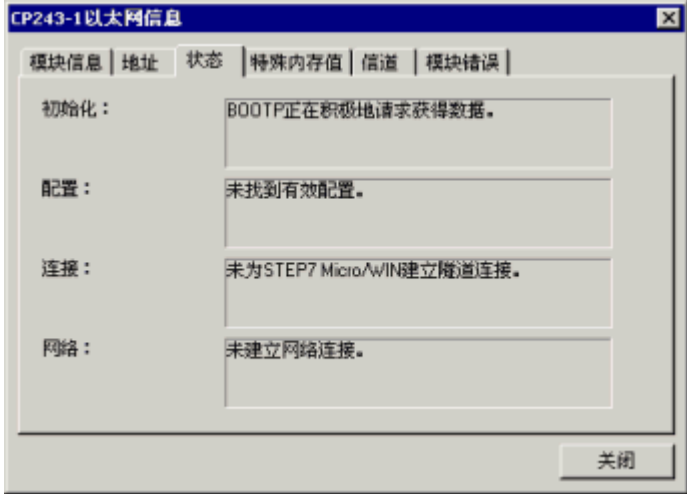 CP243-1以太网信息
模块信息 地址 状态 特殊内存值 信道 模块错误
初始化： BOOTP正在积极地请求获得数据。
配置： 未找到有效配置。
连接： 未为STEP7 Micro/WIN建立隧道连接。
网络： 未建立网络连接。
关闭